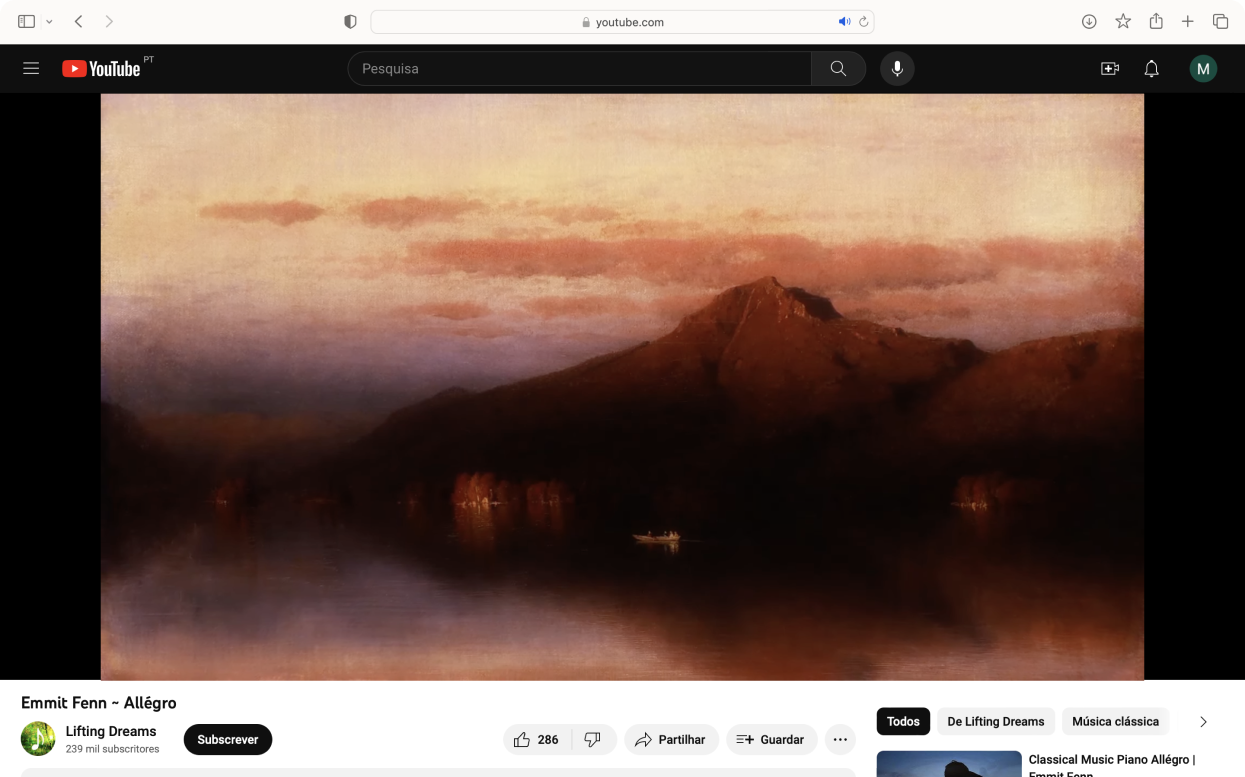 youtube.com
YouTube PT
Pesquisa
M
Emmit Fenn ~ Allégro
Lifting Dreams
239 mil subscritores
Subscrever
286
Partilhar
Guardar
Todos
De Lifting Dreams
Música clássica
Classical Music Piano Allégro |
Emmit Fenn